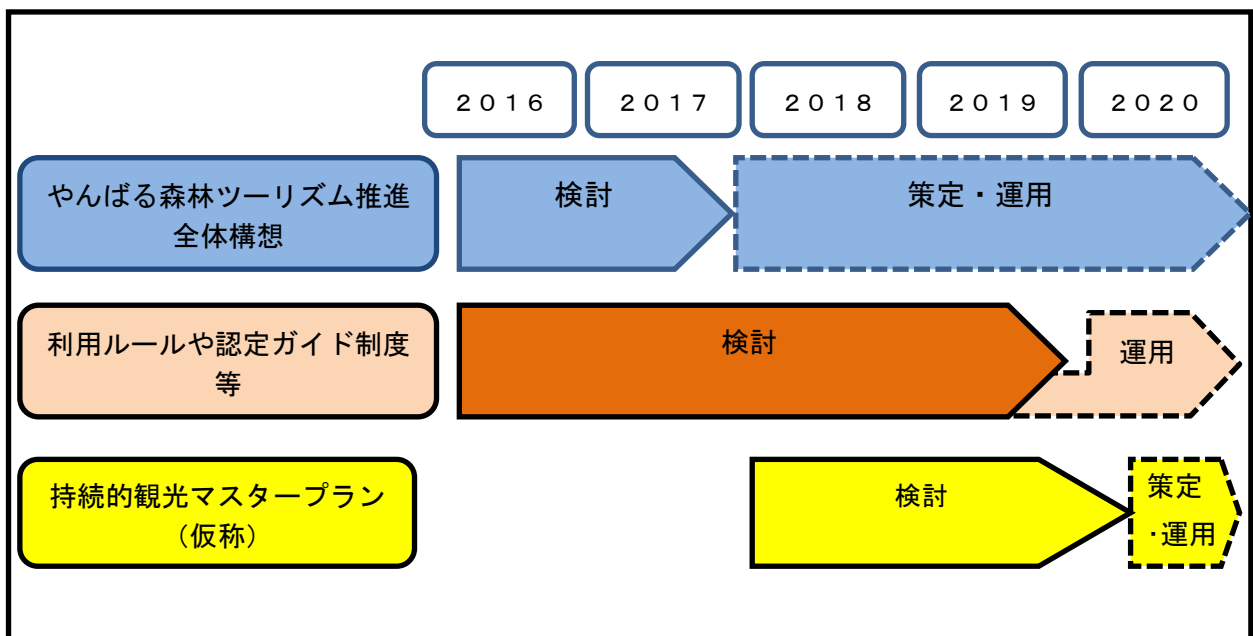 ２０１６ ２０１７ ２０１８ ２０１９ ２０２０
やんばる森林ツーリズム推進
全体構想
検討
策定・運用
利用ルールや認定ガイド制度
等
検討
運用
持続的観光マスタープラン
（仮称）
検討
策定
・運用